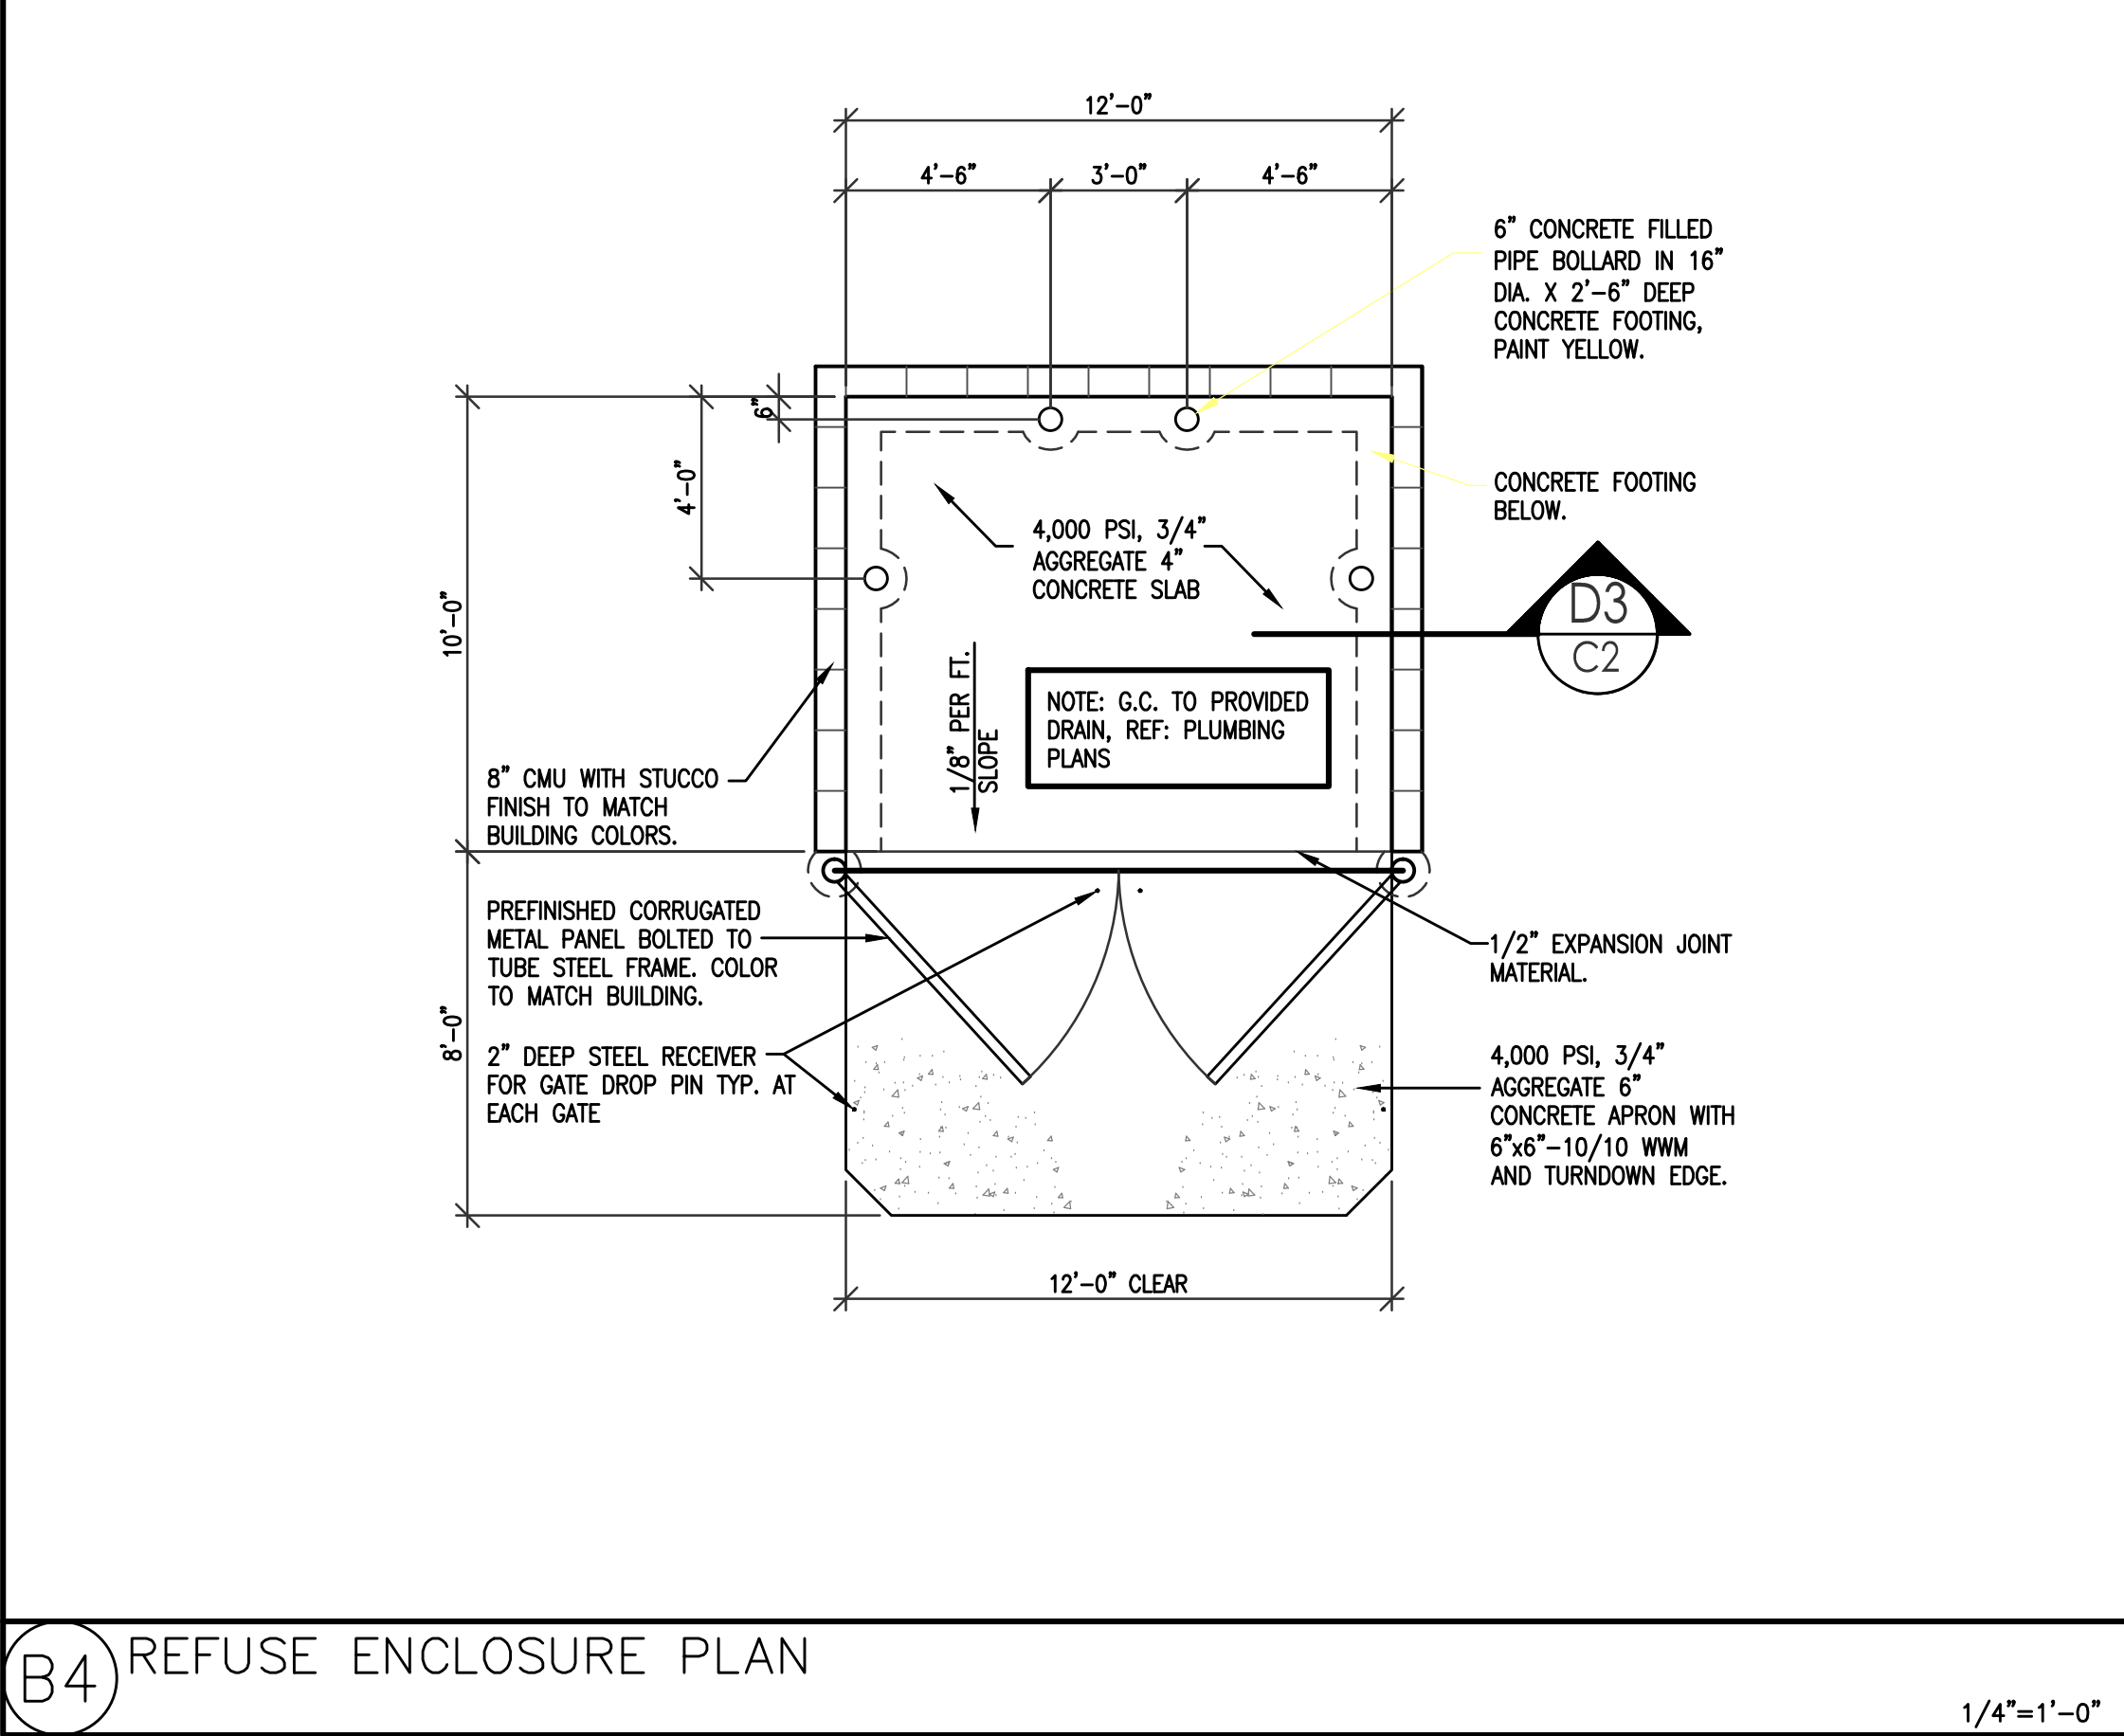 12'-0"
4'-6"
3'-0"
4'-6"
6" CONCRETE FILLED
PIPE BOLLARD IN 16"
DIA. X 2'-6" DEEP
CONCRETE FOOTING,
PAINT YELLOW.
6"
4'-0"
10'-0"
CONCRETE FOOTING
BELOW.
4,000 PSI, 3/4"
AGGREGATE 4"
CONCRETE SLAB
D3
C2
1/8" PER FT.
SLOPE
NOTE: G.C. TO PROVIDED
DRAIN, REF: PLUMBING
PLANS
8" CMU WITH STUCCO
FINISH TO MATCH
BUILDING COLORS.
PREFINISHED CORRUGATED
METAL PANEL BOLTED TO
TUBE STEEL FRAME. COLOR
TO MATCH BUILDING.
1/2" EXPANSION JOINT
MATERIAL.
8'-0"
2" DEEP STEEL RECEIVER
FOR GATE DROP PIN TYP. AT
EACH GATE
4,000 PSI, 3/4"
AGGREGATE 6"
CONCRETE APRON WITH
6"x6"-10/10 WWM
AND TURNDOWN EDGE.
12'-0" CLEAR
B4
REFUSE ENCLOSURE PLAN
1/4"=1'-0"